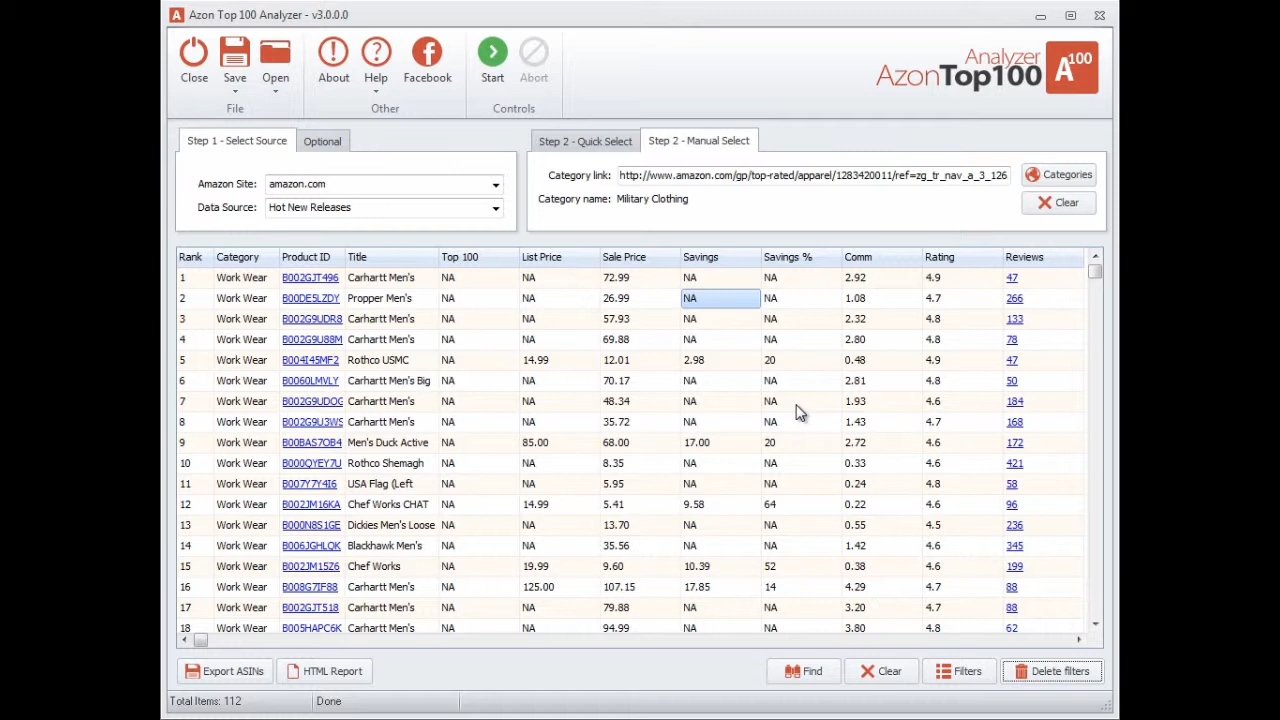 Azon Top 100 Analyzer - v3.0.0.0
Close Save Open About Help Facebook Start Abort
File Other Controls
Analyzer
AzonTop100
A100
Step 1 - Select Source Optional
Amazon Site: amazon.com
Data Source: Hot New Releases
Step 2 - Quick Select Step 2 - Manual Select
Category link: http://www.amazon.com/gp/top-rated/apparel/1283420011/ref=zg_tr_nav_a_3_126 Categories
Category name: Military Clothing Clear
Rank Category Product ID Title Top 100 List Price Sale Price Savings Savings % Comm Rating Reviews
1 Work Wear B002GJT496 Carhartt Men's NA NA 72.99 NA NA 2.92 4.9 47
2 Work Wear B00DE5LZDY Propper Men's NA NA 26.99 NA NA 1.08 4.7 266
3 Work Wear B002G9UDR8 Carhartt Men's NA NA 57.93 NA NA 2.32 4.8 133
4 Work Wear B002G9U88M Carhartt Men's NA NA 69.88 NA NA 2.80 4.8 78
5 Work Wear B004I45MF2 Rothco USMC NA 14.99 12.01 2.98 20 0.48 4.9 47
6 Work Wear B0060LMVLY Carhartt Men's Big NA NA 70.17 NA NA 2.81 4.8 50
7 Work Wear B002G9UDOG Carhartt Men's NA NA 48.34 NA NA 1.93 4.6 184
8 Work Wear B002G9U3WS Carhartt Men's NA NA 35.72 NA NA 1.43 4.7 168
9 Work Wear B00BAS7OB4 Men's Duck Active NA 85.00 68.00 17.00 20 2.72 4.6 172
10 Work Wear B000QYEY7U Rothco Shemagh NA NA 8.35 NA NA 0.33 4.6 421
11 Work Wear B007Y7Y4I6 USA Flag (Left NA NA 5.95 NA NA 0.24 4.8 58
12 Work Wear B002JM16KA Chef Works CHAT NA 14.99 5.41 9.58 64 0.22 4.6 96
13 Work Wear B000N8S1GE Dickies Men's Loose NA NA 13.70 NA NA 0.55 4.5 236
14 Work Wear B006JGHLQK Blackhawk Men's NA NA 35.56 NA NA 1.42 4.6 345
15 Work Wear B002JM15Z6 Chef Works NA 19.99 9.60 10.39 52 0.38 4.6 199
16 Work Wear B008G7IF88 Carhartt Men's NA 125.00 107.15 17.85 14 4.29 4.7 88
17 Work Wear B002GJT518 Carhartt Men's NA NA 79.88 NA NA 3.20 4.7 88
18 Work Wear B005HAPC6K Carhartt Men's NA NA 94.99 NA NA 3.80 4.8 62
Export ASINs HTML Report Find Clear Filters Delete filters
Total Items: 112 Done